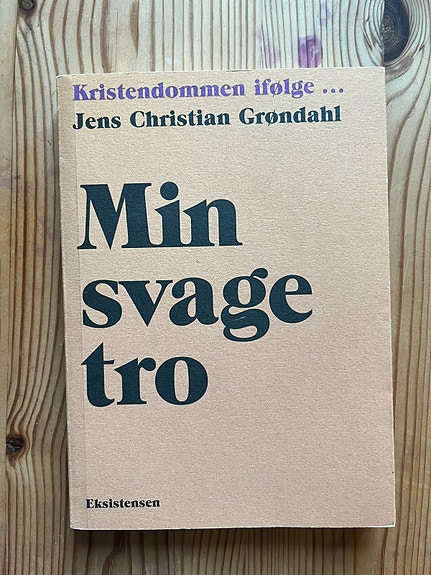 Kristendommen ifølge ...
Jens Christian Grøndahl
Min
svage
tro
Eksistensen